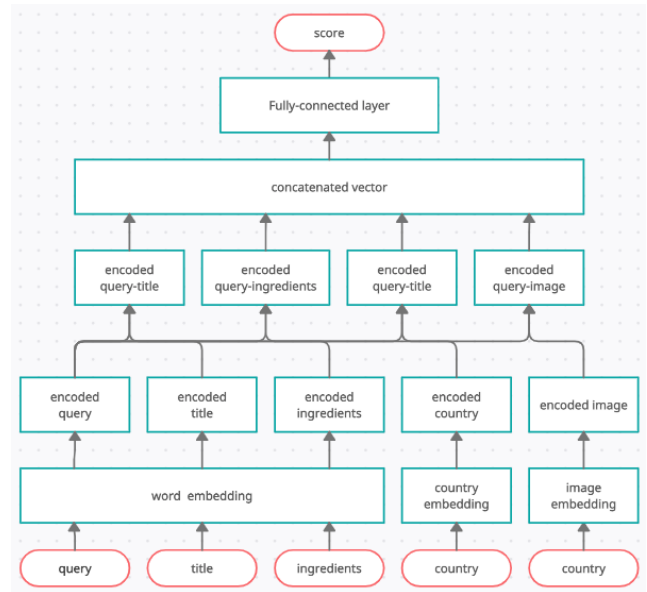 score
Fully-connected layer
concatenated vector
encoded
query-title
encoded
query-ingredients
encoded
query-title
encoded
query-image
encoded
query
encoded
title
encoded
ingredients
encoded
country
encoded image
word embedding
country
embedding
image
embedding
query
title
ingredients
country
country